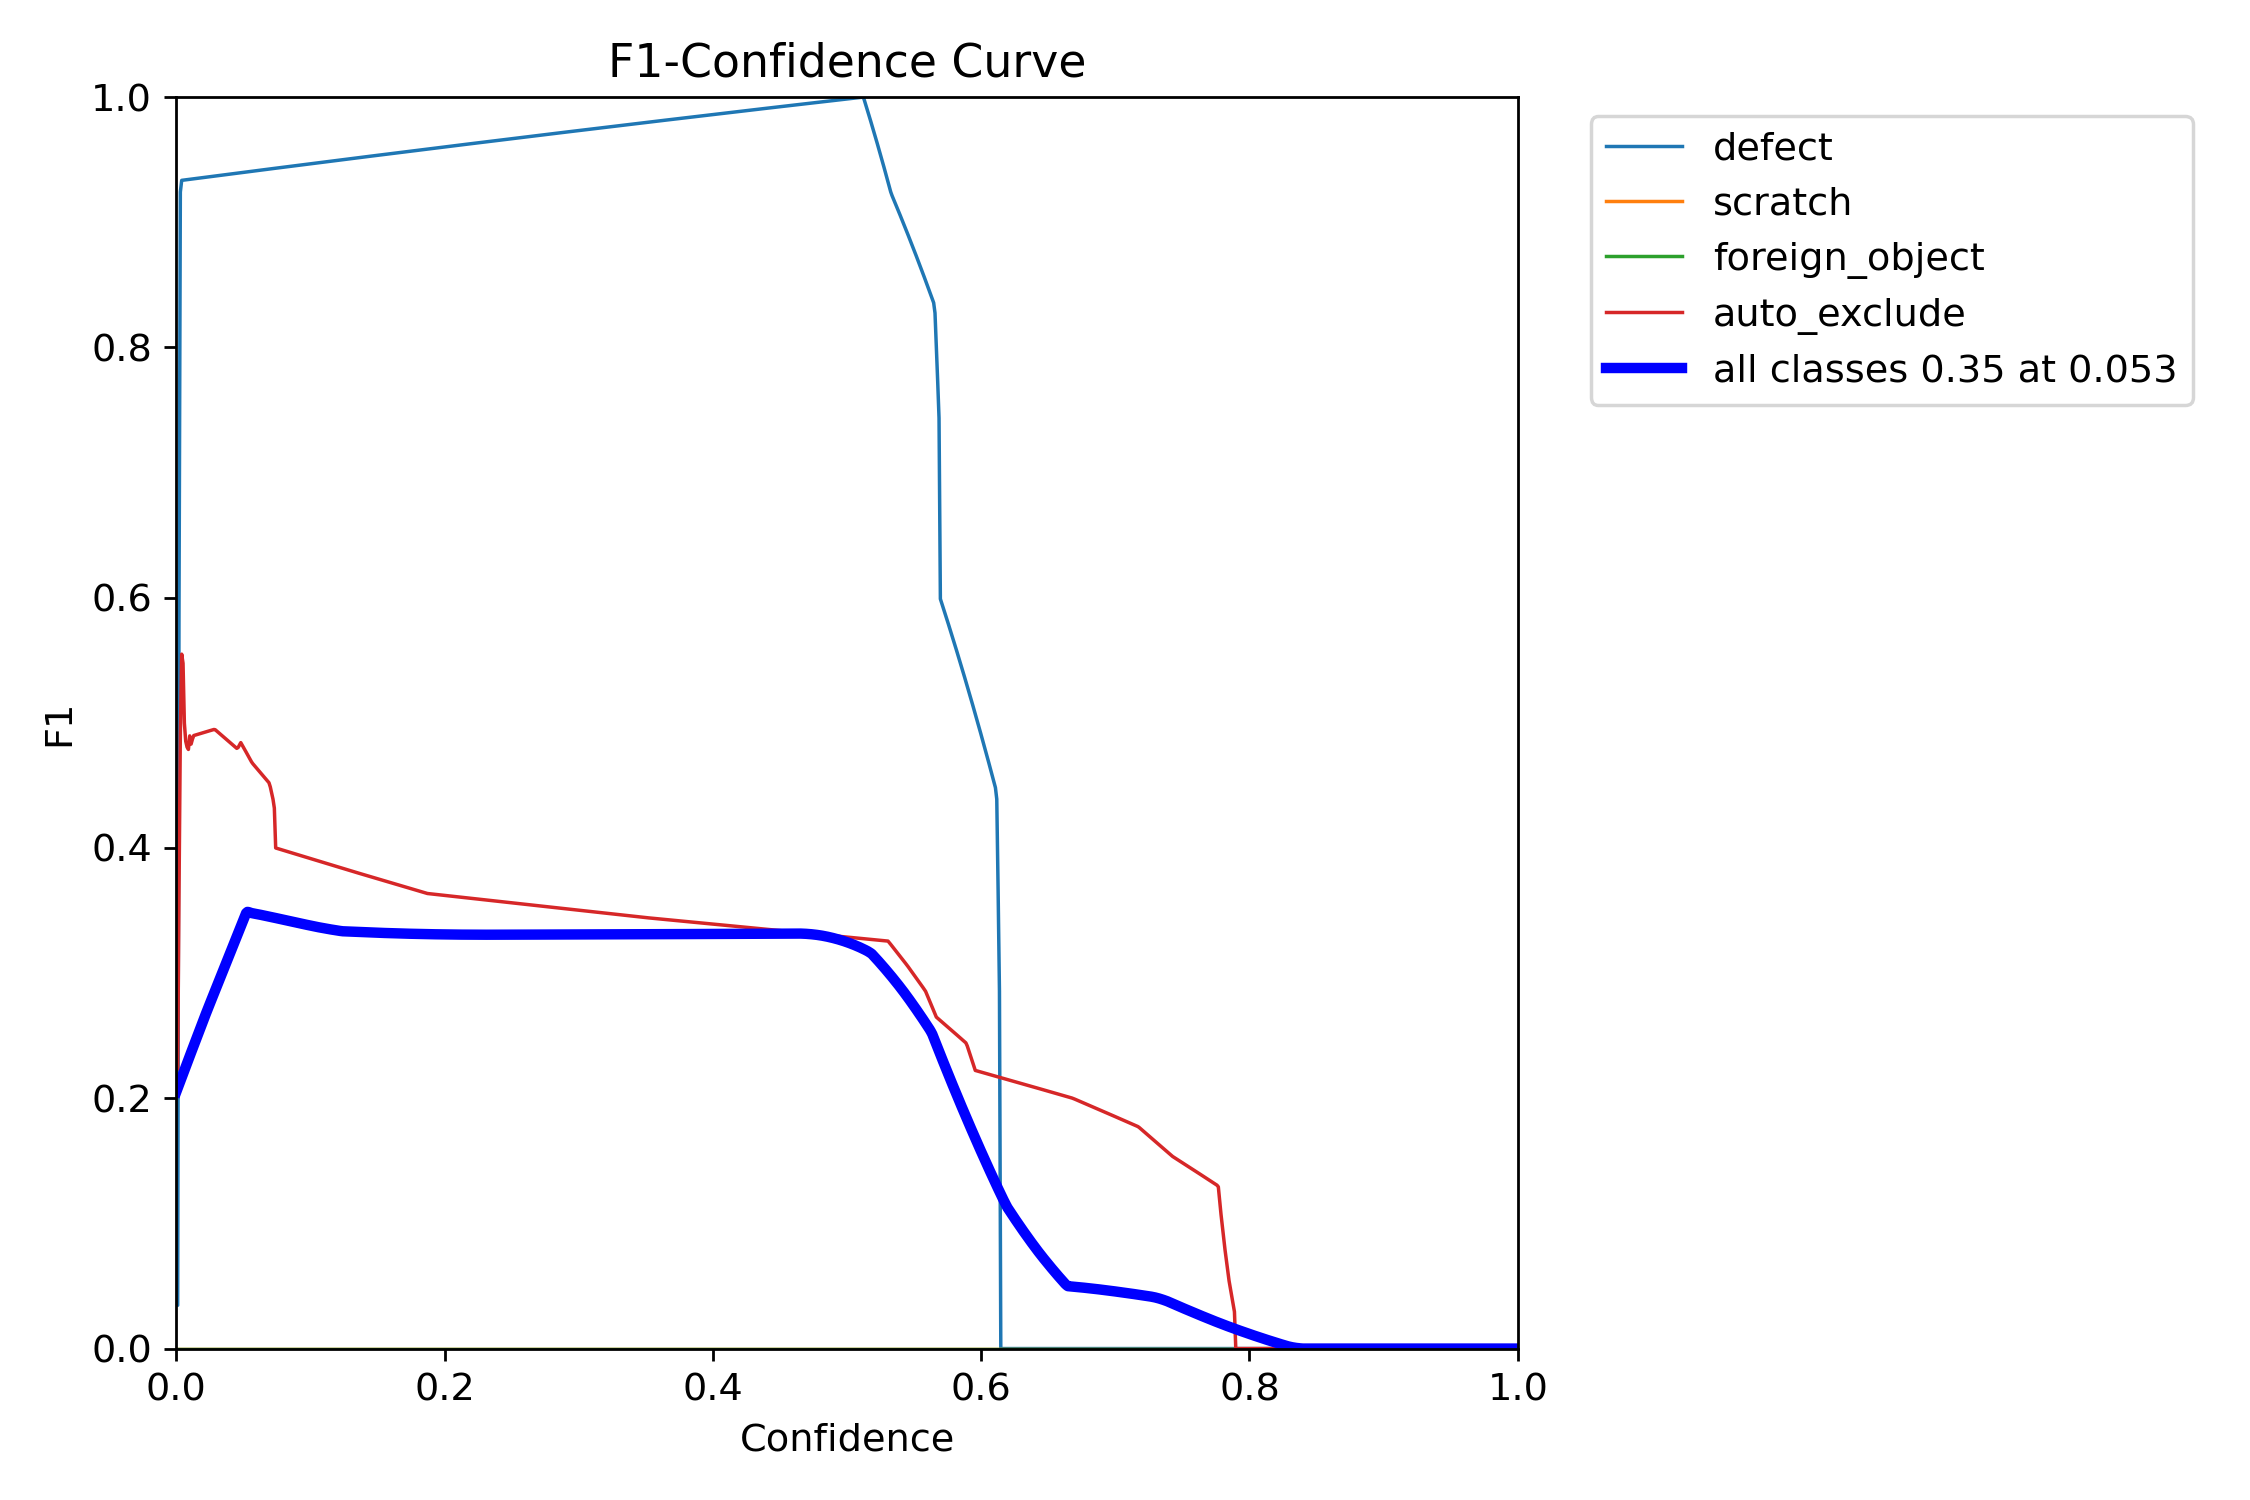 F1-Confidence Curve
1.0
0.8
0.6
0.4
0.2
0.0
F1
0.0 0.2 0.4 0.6 0.8 1.0
Confidence
defect
scratch
foreign_object
auto_exclude
all classes 0.35 at 0.053